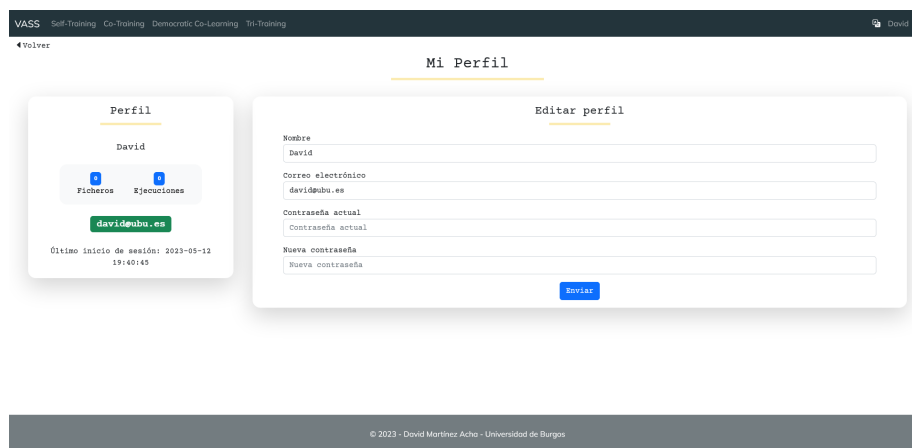 VASS Self-Training Co-Training Democratic Co-Learning Tri-Training David
Volver
Mi Perfil
Perfil
David
0 0
Ficheros Ejecuciones
david@ubu.es
Último inicio de sesión: 2023-05-12
19:40:45
Editar perfil
Nombre
David
Correo electrónico
david@ubu.es
Contraseña actual
Contraseña actual
Nueva contraseña
Nueva contraseña
Enviar
© 2023 - David Martínez Acha - Universidad de Burgos